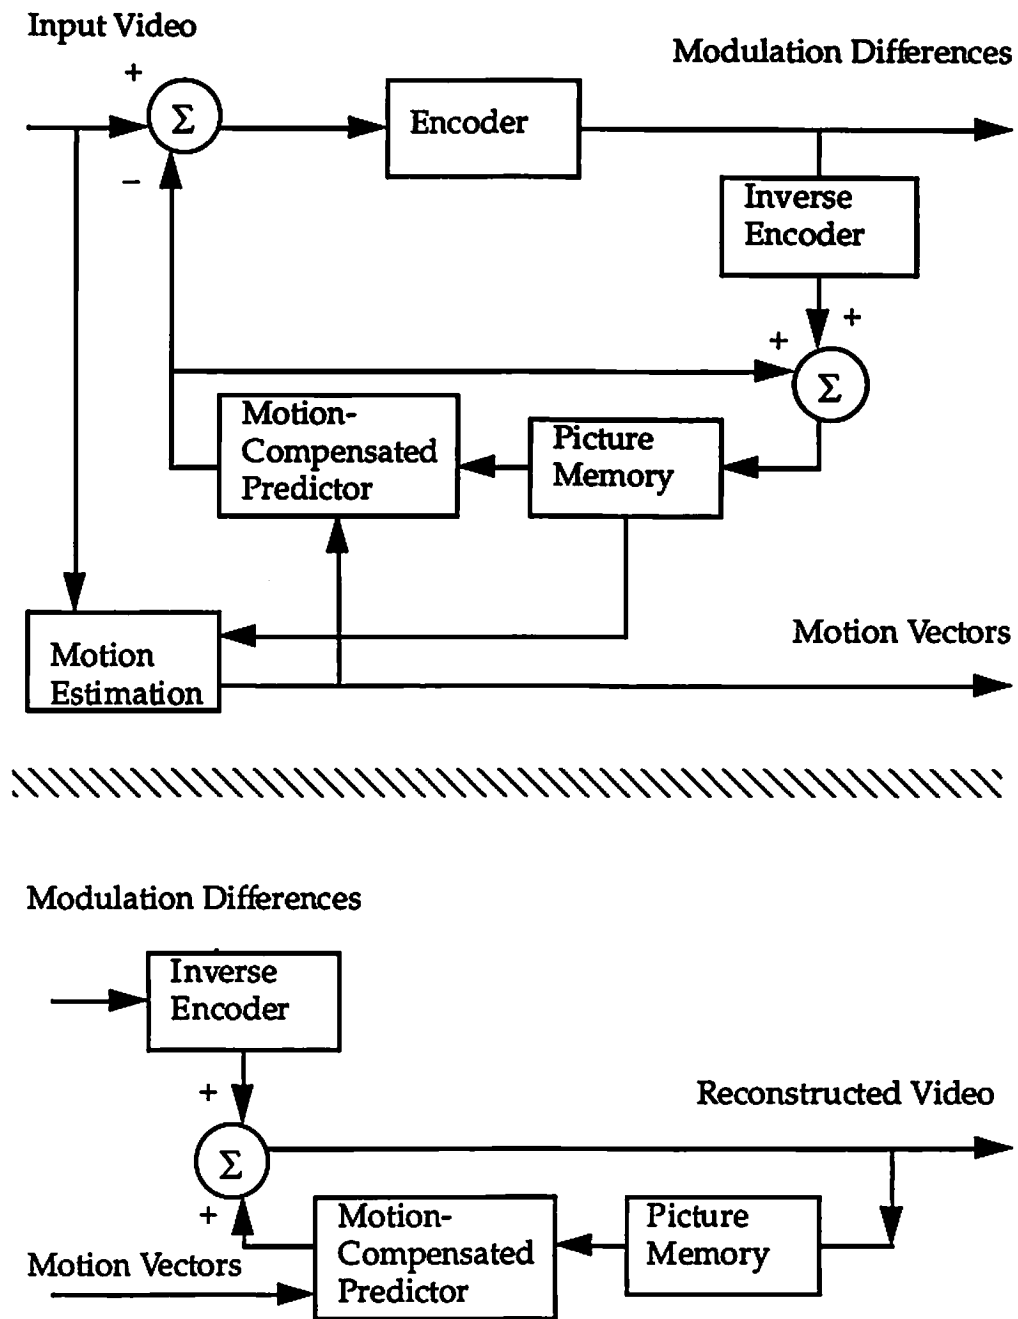 Input Video
Modulation Differences
+
Σ
Encoder
−
Inverse
Encoder
+
+
Σ
Motion-
Compensated
Predictor
Picture
Memory
Motion Vectors
Motion
Estimation
Modulation Differences
Inverse
Encoder
+
Reconstructed Video
Σ
+
Motion-
Compensated
Predictor
Picture
Memory
Motion Vectors